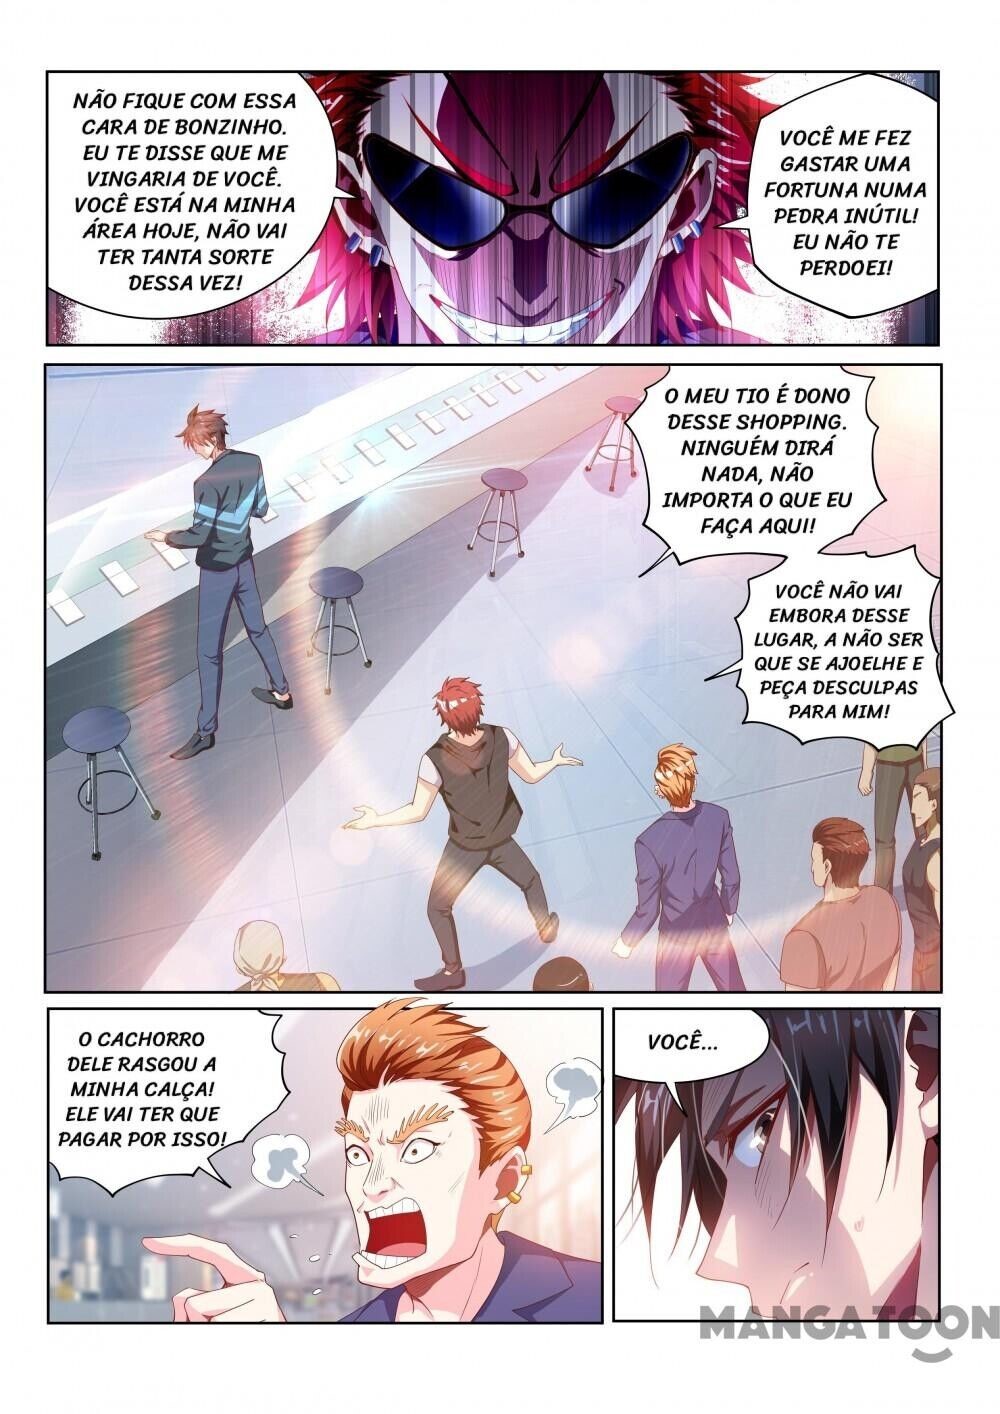 NÃO FIQUE COM ESSA
CARA DE BONZINHO.
EU TE DISSE QUE ME
VINGARIA DE VOCÊ.
VOCÊ ESTÁ NA MINHA
ÁREA HOJE, NÃO VAI
TER TANTA SORTE
DESSA VEZ!
VOCÊ ME FEZ
GASTAR UMA
FORTUNA NUMA
PEDRA INÚTIL!
EU NÃO TE
PERDOEI!
O MEU TIO É DONO
DESSE SHOPPING.
NINGUÉM DIRÁ
NADA, NÃO
IMPORTA O QUE EU
FAÇA AQUI!
VOCÊ NÃO VAI
EMBORA DESSE
LUGAR, A NÃO SER
QUE SE AJOELHE E
PEÇA DESCULPAS
PARA MIM!
O CACHORRO
DELE RASGOU A
MINHA CALÇA!
ELE VAI TER QUE
PAGAR POR ISSO!
VOCÊ...
MANGATOON